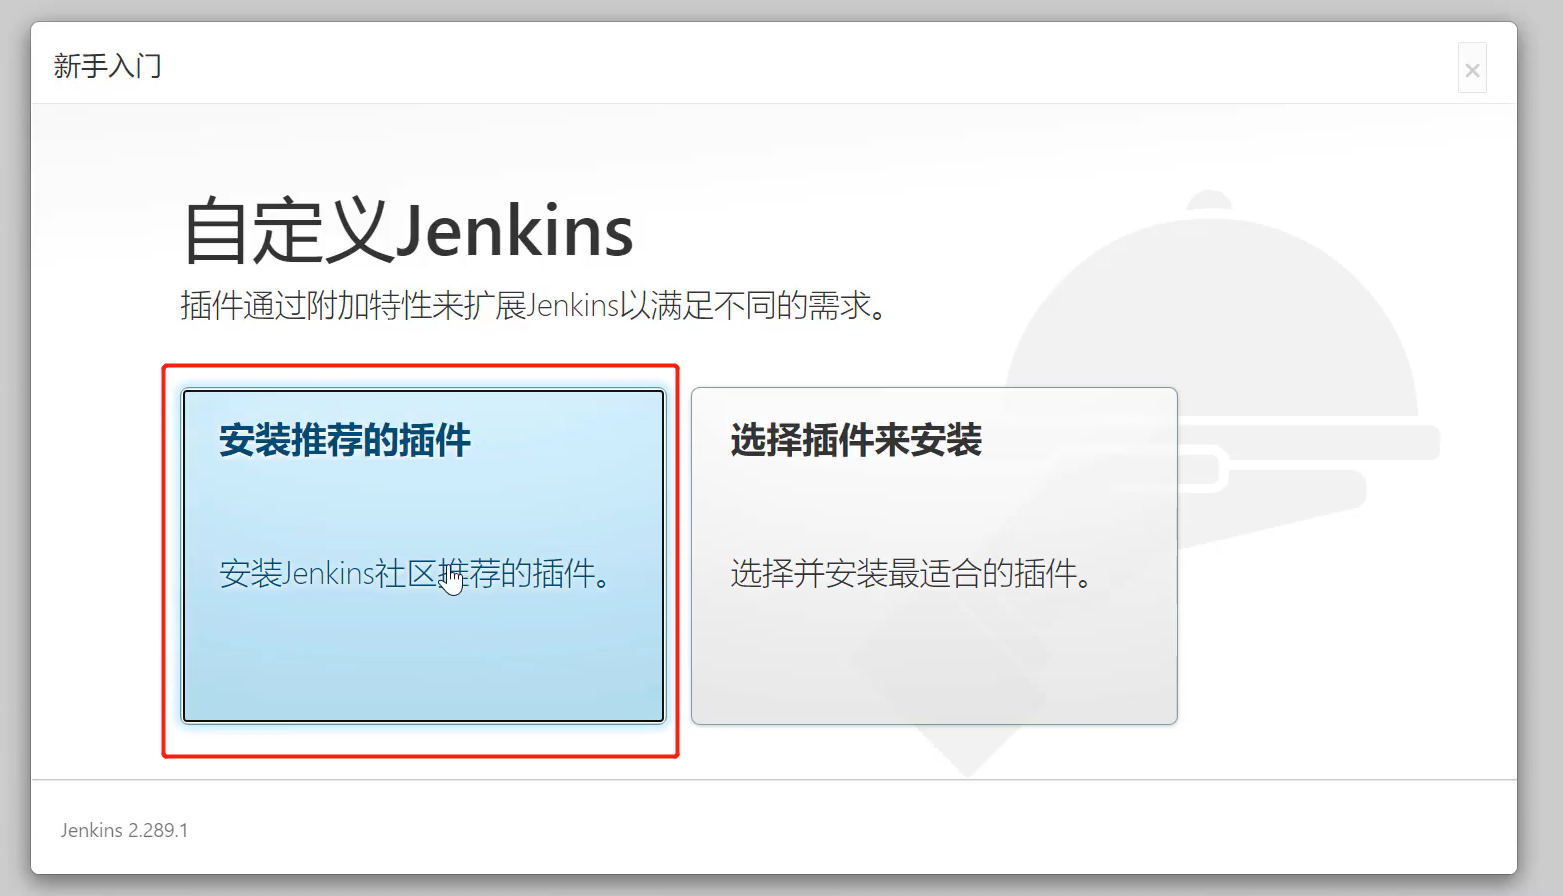 新手入门
×
自定义Jenkins
插件通过附加特性来扩展Jenkins以满足不同的需求。
安装推荐的插件
安装Jenkins社区推荐的插件。
选择插件来安装
选择并安装最适合的插件。
Jenkins 2.289.1